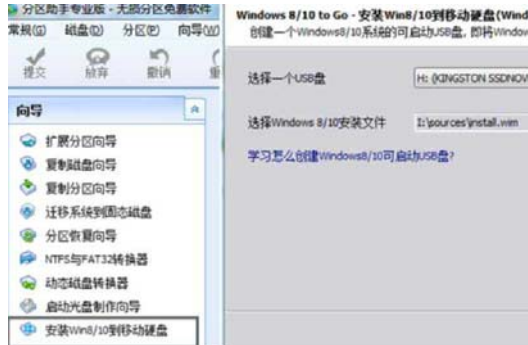 分区助手专业版 - 无损分区免费软件
常规(G) 磁盘(D) 分区(P) 向导(W)
提交 放弃 撤销 重
向导
扩展分区向导
复制磁盘向导
复制分区向导
迁移系统到固态磁盘
分区恢复向导
NTFS与FAT32转换器
动态磁盘转换器
启动光盘制作向导
安装Win8/10到移动硬盘
Windows 8/10 to Go - 安装Win8/10到移动硬盘(Wind
创建一个Windows8/10系统的可启动USB盘, 即将Window
选择一个USB盘 H: (KINGSTON SSDNOV
选择Windows 8/10安装文件 I:\sources\install.wim
学习怎么创建Windows8/10可启动USB盘?